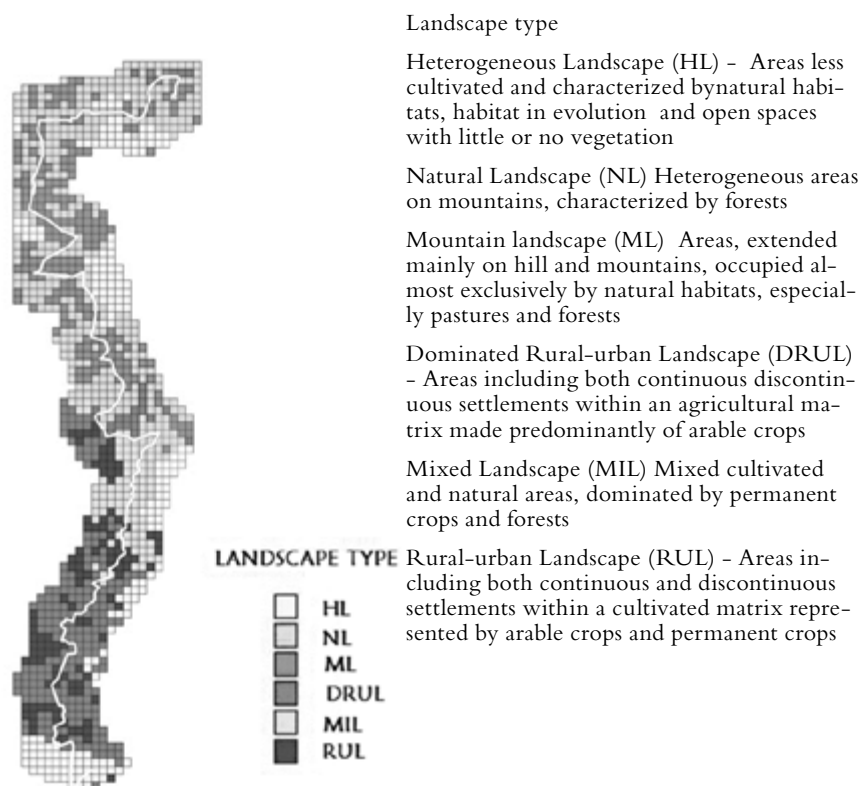 Landscape type
Heterogeneous Landscape (HL) - Areas less
cultivated and characterized bynatural habi-
tats, habitat in evolution and open spaces
with little or no vegetation
Natural Landscape (NL) Heterogeneous areas
on mountains, characterized by forests
Mountain landscape (ML) Areas, extended
mainly on hill and mountains, occupied al-
most exclusively by natural habitats, especial-
ly pastures and forests
Dominated Rural-urban Landscape (DRUL)
- Areas including both continuous discontin-
uous settlements within an agricultural ma-
trix made predominantly of arable crops
Mixed Landscape (MIL) Mixed cultivated
and natural areas, dominated by permanent
crops and forests
Rural-urban Landscape (RUL) - Areas in-
cluding both continuous and discontinuous
settlements within a cultivated matrix repre-
sented by arable crops and permanent crops
LANDSCAPE TYPE
HL
NL
ML
DRUL
MIL
RUL